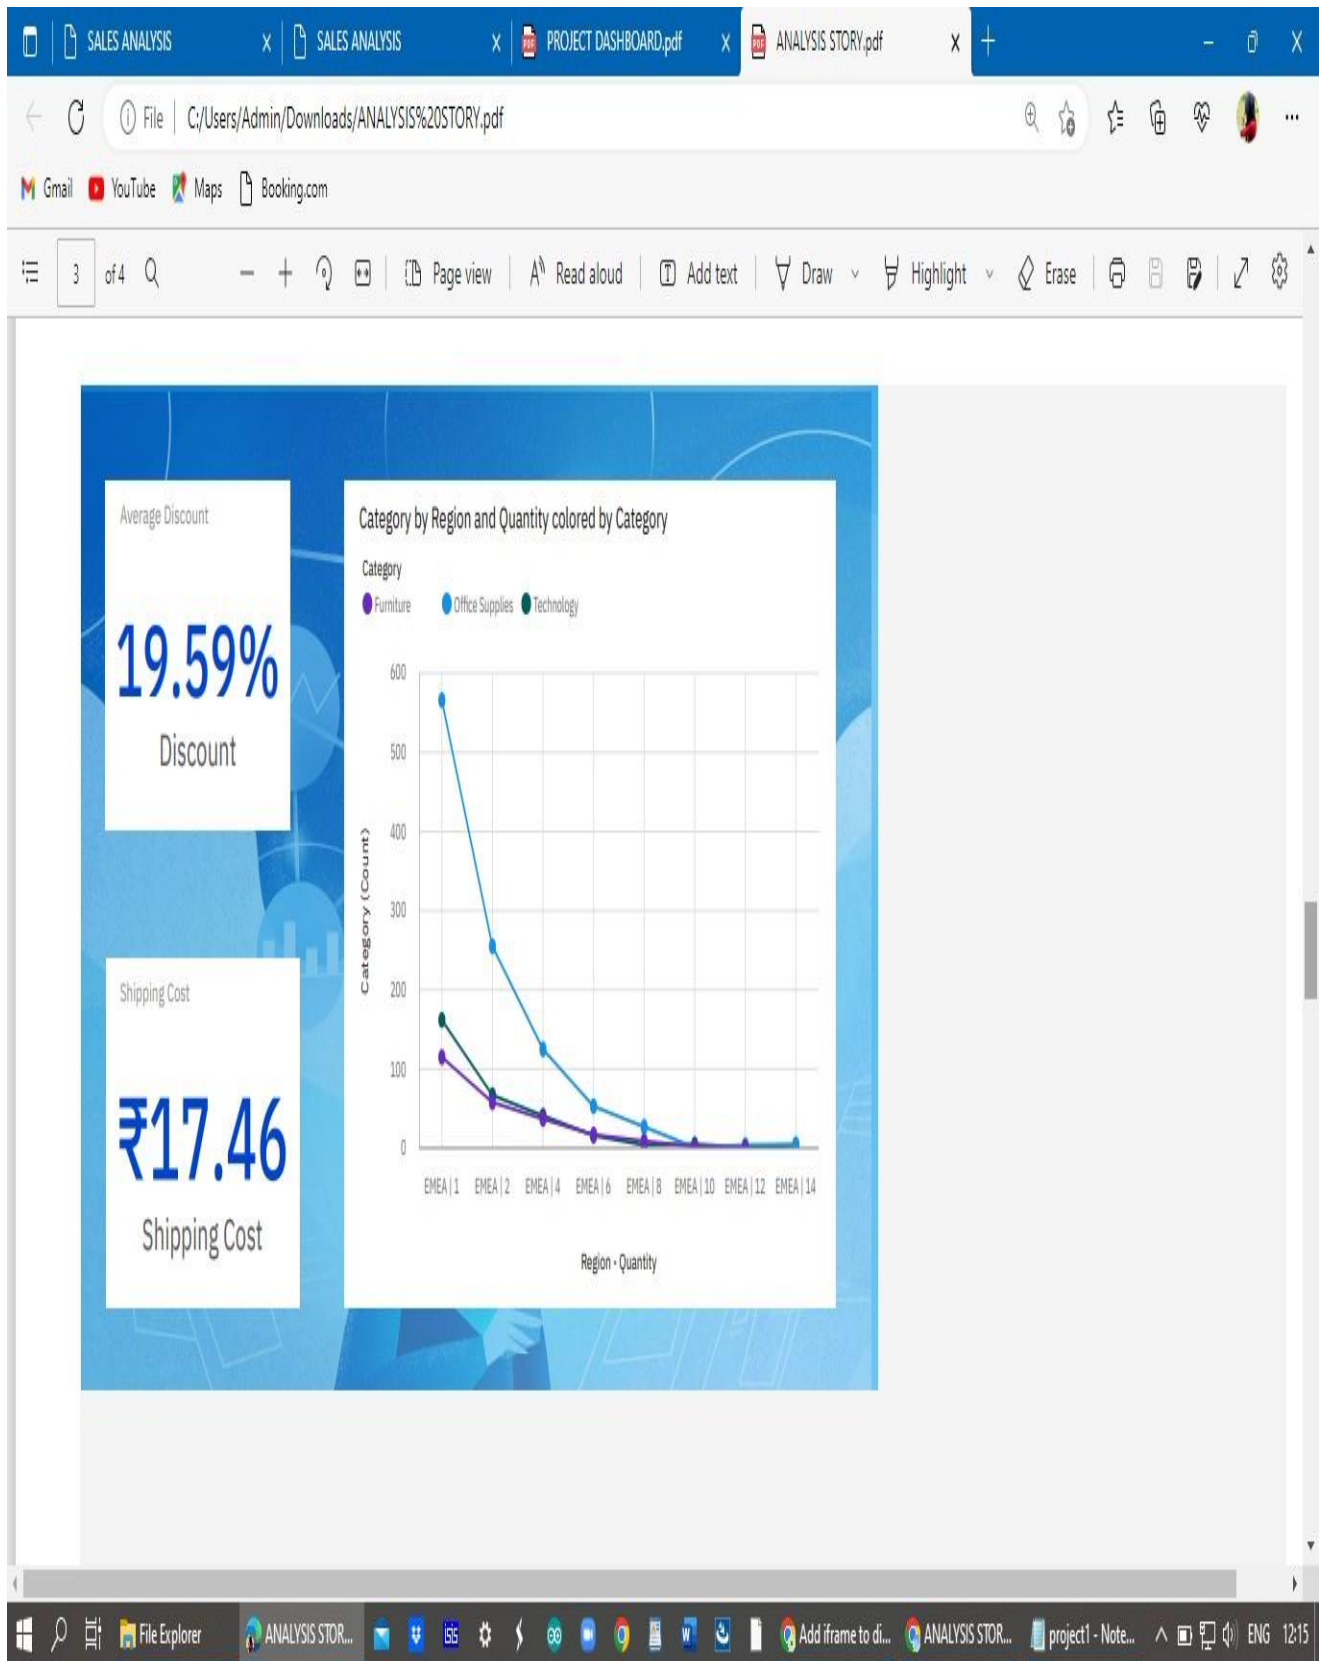 SALES ANALYSIS
SALES ANALYSIS
PROJECT DASHBOARD.pdf
ANALYSIS STORY.pdf
File
C:/Users/Admin/Downloads/ANALYSIS%20STORY.pdf
Gmail
YouTube
Maps
Booking.com
3 of 4
Page view
Read aloud
Add text
Draw
Highlight
Erase
Average Discount
19.59%
Discount
Shipping Cost
₹17.46
Shipping Cost
Category by Region and Quantity colored by Category
Category
Furniture Office Supplies Technology
Category (Count)
600
500
400
300
200
100
0
EMEA | 1 EMEA | 2 EMEA | 4 EMEA | 6 EMEA | 8 EMEA | 10 EMEA | 12 EMEA | 14
Region - Quantity
File Explorer
ANALYSIS STOR...
Add iframe to di...
ANALYSIS STOR...
project1 - Note...
ENG 12:15